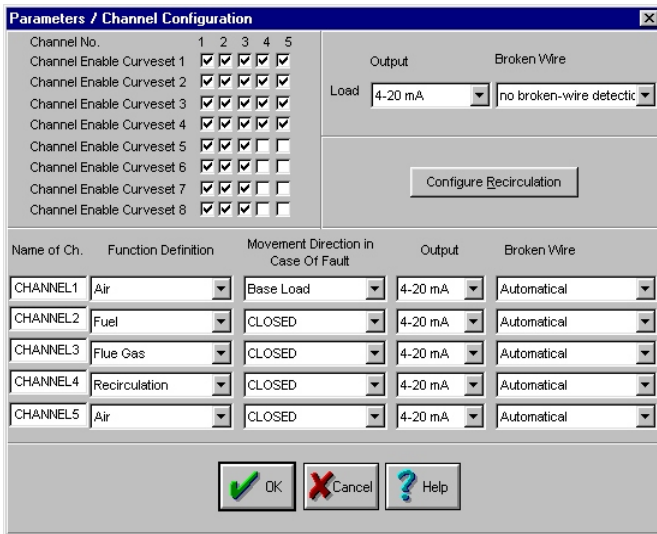 Parameters / Channel Configuration
Channel No. 1 2 3 4 5
Channel Enable Curveset 1
Channel Enable Curveset 2
Channel Enable Curveset 3
Channel Enable Curveset 4
Channel Enable Curveset 5
Channel Enable Curveset 6
Channel Enable Curveset 7
Channel Enable Curveset 8
Output Broken Wire
Load 4-20 mA no broken-wire detectic
Configure Recirculation
Name of Ch. Function Definition Movement Direction in Case Of Fault Output Broken Wire
CHANNEL1 Air Base Load 4-20 mA Automatical
CHANNEL2 Fuel CLOSED 4-20 mA Automatical
CHANNEL3 Flue Gas CLOSED 4-20 mA Automatical
CHANNEL4 Recirculation CLOSED 4-20 mA Automatical
CHANNEL5 Air CLOSED 4-20 mA Automatical
OK Cancel ? Help